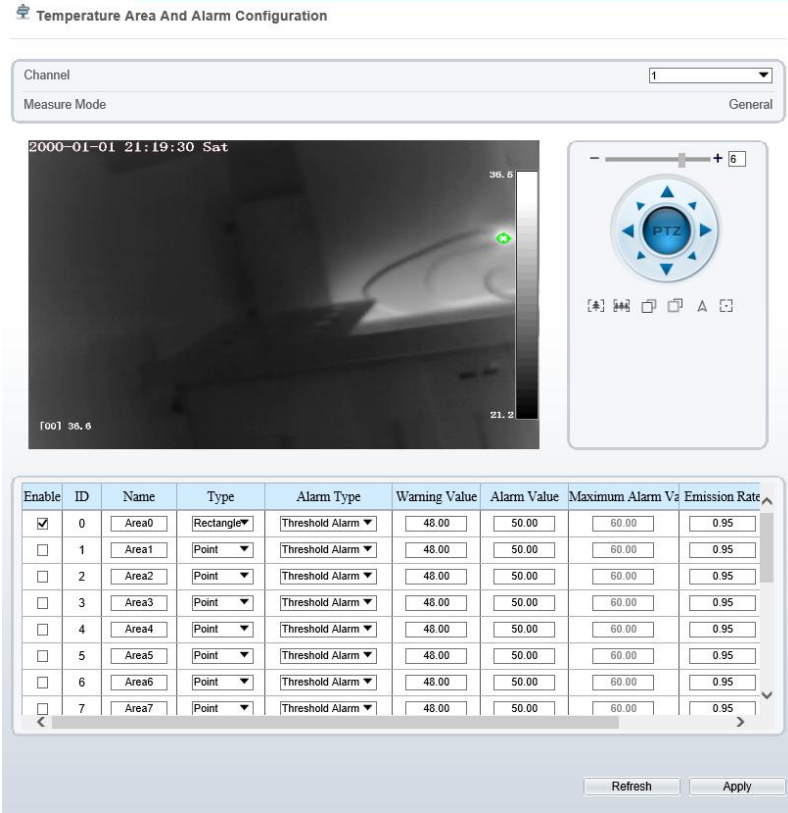 Temperature Area And Alarm Configuration
Channel 1
Measure Mode General
2000-01-01 21:19:30 Sat
36.5
21.2
[00] 36.6
- + 6
PTZ
Enable ID Name Type Alarm Type Warning Value Alarm Value Maximum Alarm Va Emission Rate
0 Area0 Rectangle Threshold Alarm 48.00 50.00 60.00 0.95
1 Area1 Point Threshold Alarm 48.00 50.00 60.00 0.95
2 Area2 Point Threshold Alarm 48.00 50.00 60.00 0.95
3 Area3 Point Threshold Alarm 48.00 50.00 60.00 0.95
4 Area4 Point Threshold Alarm 48.00 50.00 60.00 0.95
5 Area5 Point Threshold Alarm 48.00 50.00 60.00 0.95
6 Area6 Point Threshold Alarm 48.00 50.00 60.00 0.95
7 Area7 Point Threshold Alarm 48.00 50.00 60.00 0.95
Refresh Apply